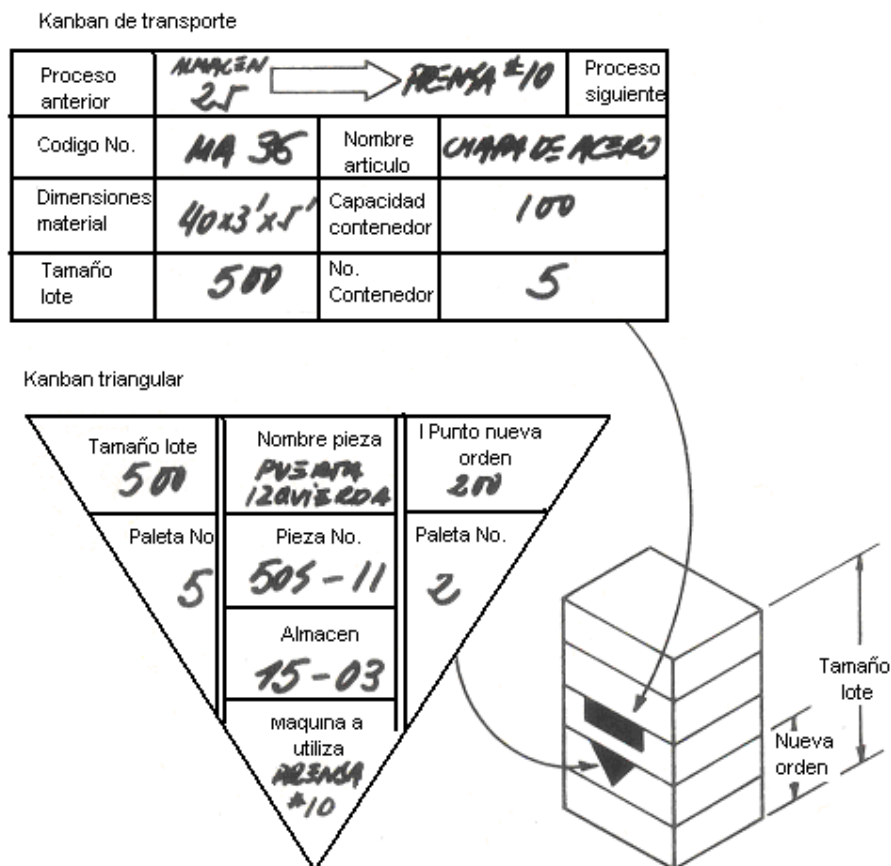 Kanban de transporte
Proceso anterior
ALMACEN 25
PRENSA #10
Proceso siguiente
Codigo No.
MA 36
Nombre articulo
CHAPA DE ACERO
Dimensiones material
40x3'x5'
Capacidad contenedor
100
Tamaño lote
500
No. Contenedor
5
Kanban triangular
Tamaño lote
500
Nombre pieza
PUERTA
IZQUIERDA
I Punto nueva
orden
200
Paleta No
5
Pieza No.
505-11
Paleta No.
2
Almacen
15-03
Maquina a
utiliza
PRENSA
#10
Tamaño
lote
Nueva
orden